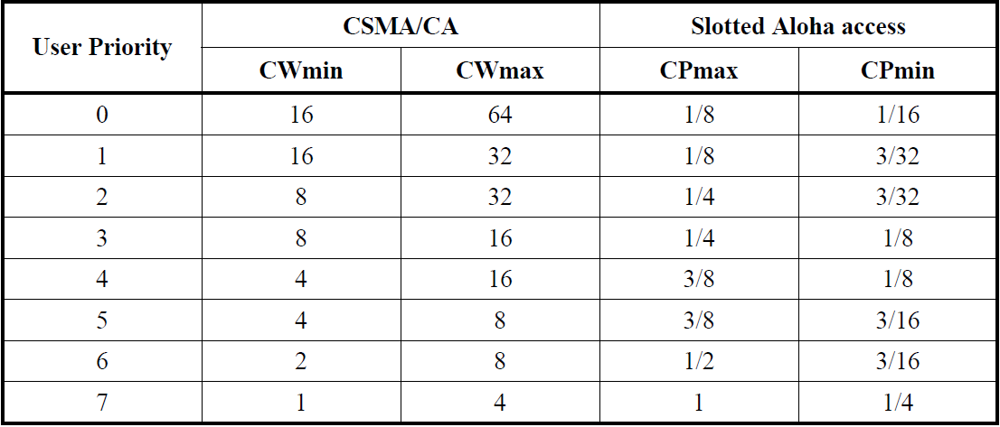 User Priority CSMA/CA Slotted Aloha access
CWmin CWmax CPmax CPmin
0 16 64 1/8 1/16
1 16 32 1/8 3/32
2 8 32 1/4 3/32
3 8 16 1/4 1/8
4 4 16 3/8 1/8
5 4 8 3/8 3/16
6 2 8 1/2 3/16
7 1 4 1 1/4